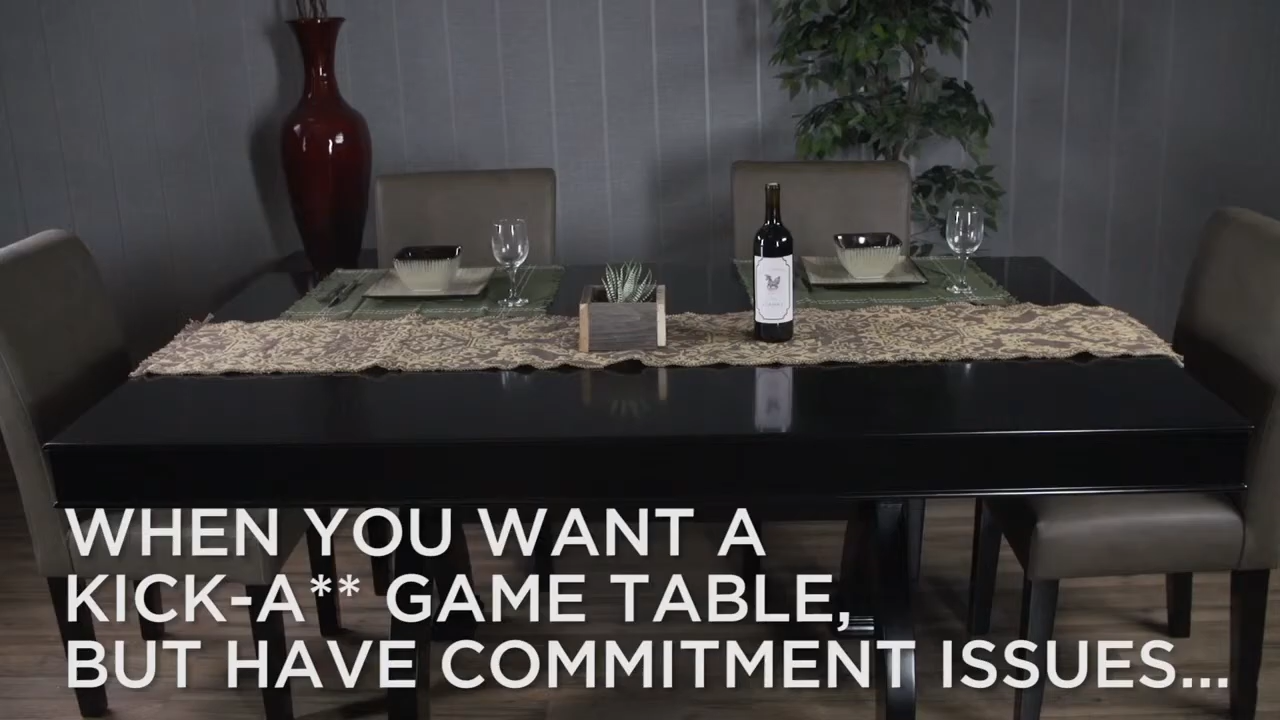 WHEN YOU WANT A
KICK-A** GAME TABLE,
BUT HAVE COMMITMENT ISSUES...